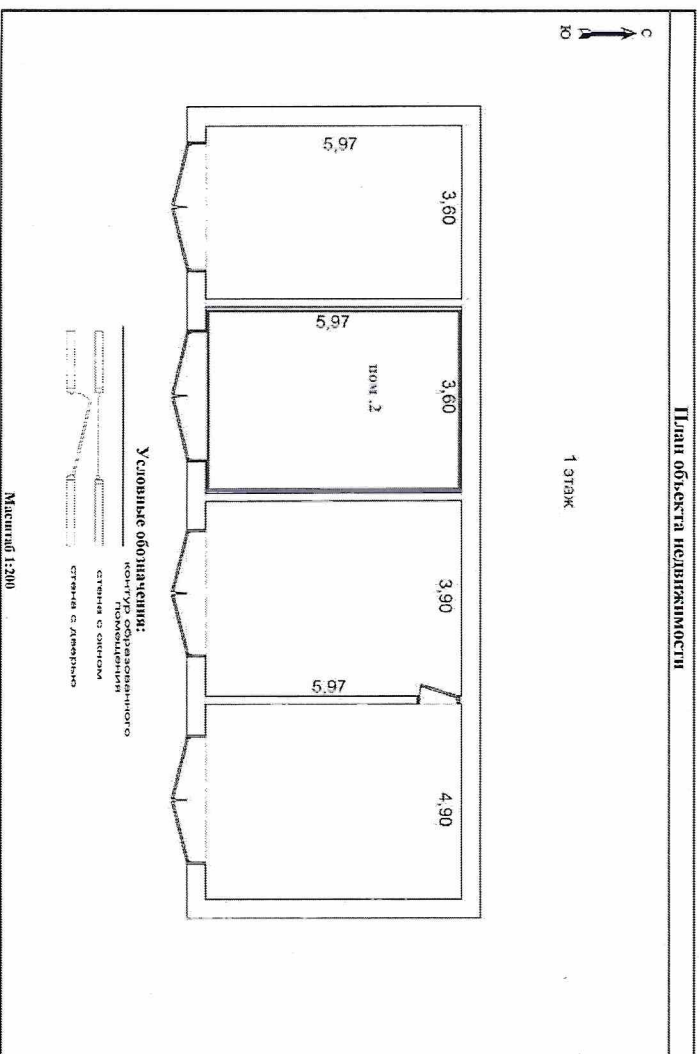 План объекта недвижимости
С
Ю
1 этаж
3,60
3,60
3,90
4,90
5,97
5,97
5,97
пом .2
Условные обозначения:
контур образованного
помещения
стена с окном
стена с дверью
Масштаб 1:200